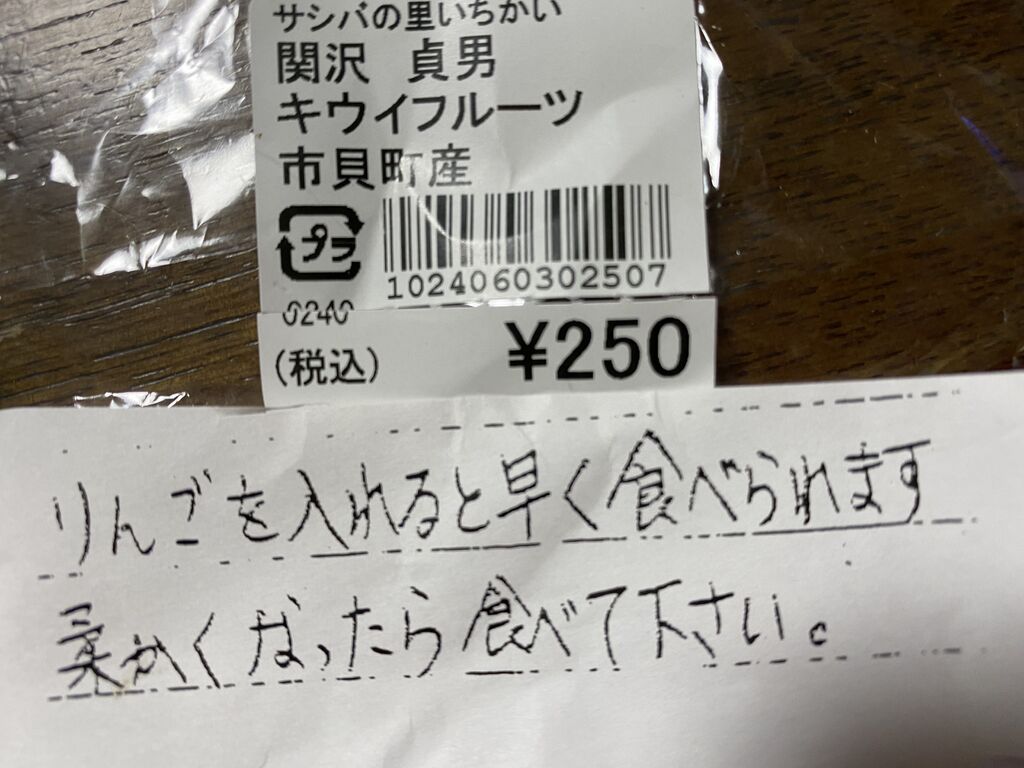 サシバの里いちかい
関沢 貞男
キウイフルーツ
市貝町産
プラ
1024060302507
0240
(税込) ¥250
りんごを入れると早く食べられます
柔かくなったら食べて下さい。